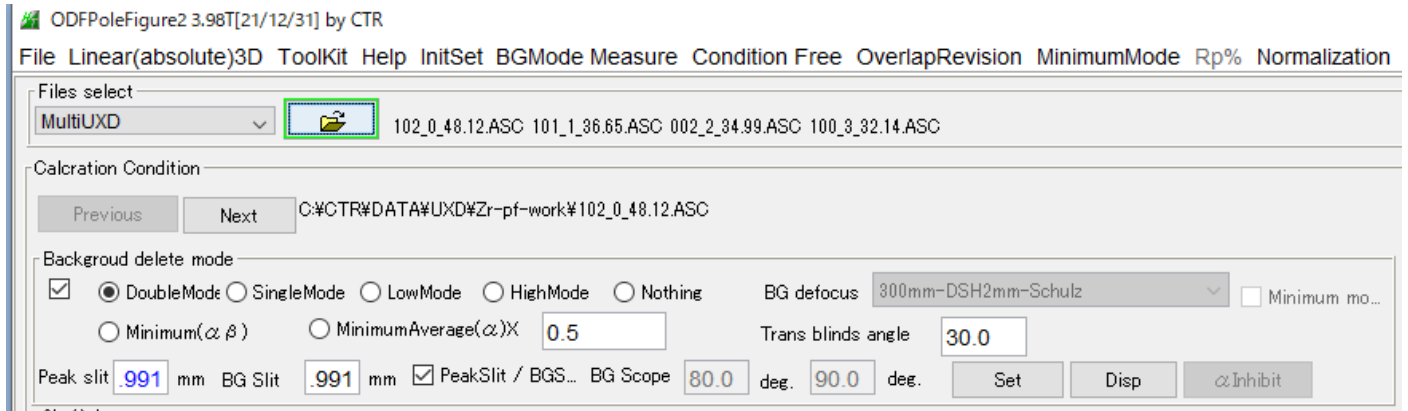 ODFPoleFigure2 3.98T[21/12/31] by CTR
File Linear(absolute)3D ToolKit Help InitSet BGMode Measure Condition Free OverlapRevision MinimumMode Rp% Normalization
Files select
MultiUXD 102_0_48.12.ASC 101_1_36.65.ASC 002_2_34.99.ASC 100_3_32.14.ASC
Calcration Condition
Previous Next C:¥CTR¥DATA¥UXD¥Zr-pf-work¥102_0_48.12.ASC
Backgroud delete mode
DoubleMode SingleMode LowMode HighMode Nothing BG defocus 300mm-DSH2mm-Schulz Minimum mo...
Minimum(αβ) MinimumAverage(α)X 0.5 Trans blinds angle 30.0
Peak slit .991 mm BG Slit .991 mm PeakSlit / BGS... BG Scope 80.0 deg. 90.0 deg. Set Disp αInhibit